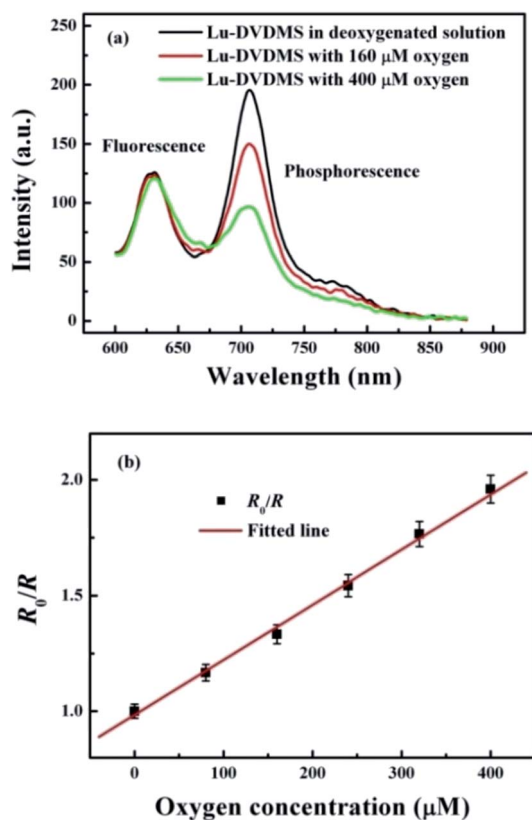 (a)
Lu-DVDMS in deoxygenated solution
Lu-DVDMS with 160 μM oxygen
Lu-DVDMS with 400 μM oxygen
Fluorescence
Phosphorescence
250
200
150
100
50
0
Intensity (a.u.)
600 650 700 750 800 850 900
Wavelength (nm)
(b)
R₀/R
Fitted line
2.0
1.5
1.0
R₀/R
0 100 200 300 400
Oxygen concentration (μM)